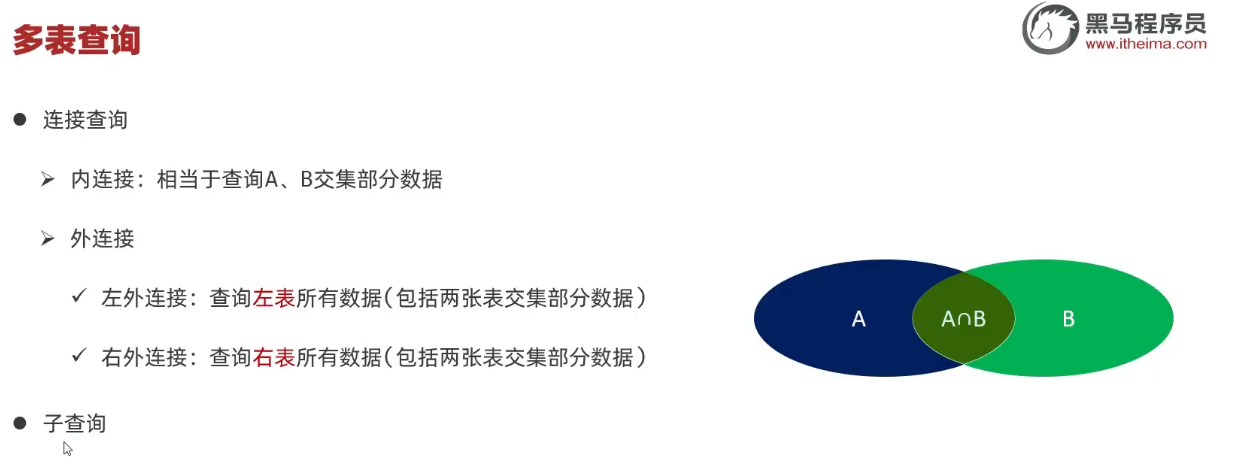 多表查询
黑马程序员
www.itheima.com
连接查询
内连接：相当于查询A、B交集部分数据
外连接
左外连接：查询左表所有数据(包括两张表交集部分数据)
右外连接：查询右表所有数据(包括两张表交集部分数据)
子查询
A
A∩B
B